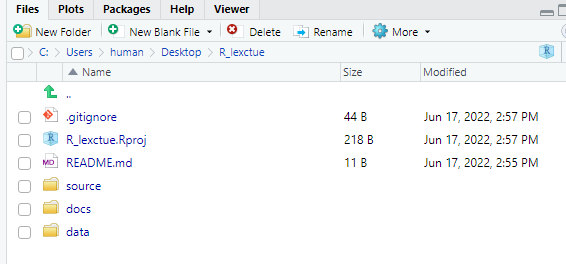 Files Plots Packages Help Viewer
New Folder New Blank File Delete Rename More
C: Users human Desktop R_lexctue R
Name Size Modified
..
.gitignore 44 B Jun 17, 2022, 2:57 PM
R R_lexctue.Rproj 218 B Jun 17, 2022, 2:57 PM
MD README.md 11 B Jun 17, 2022, 2:55 PM
source
docs
data